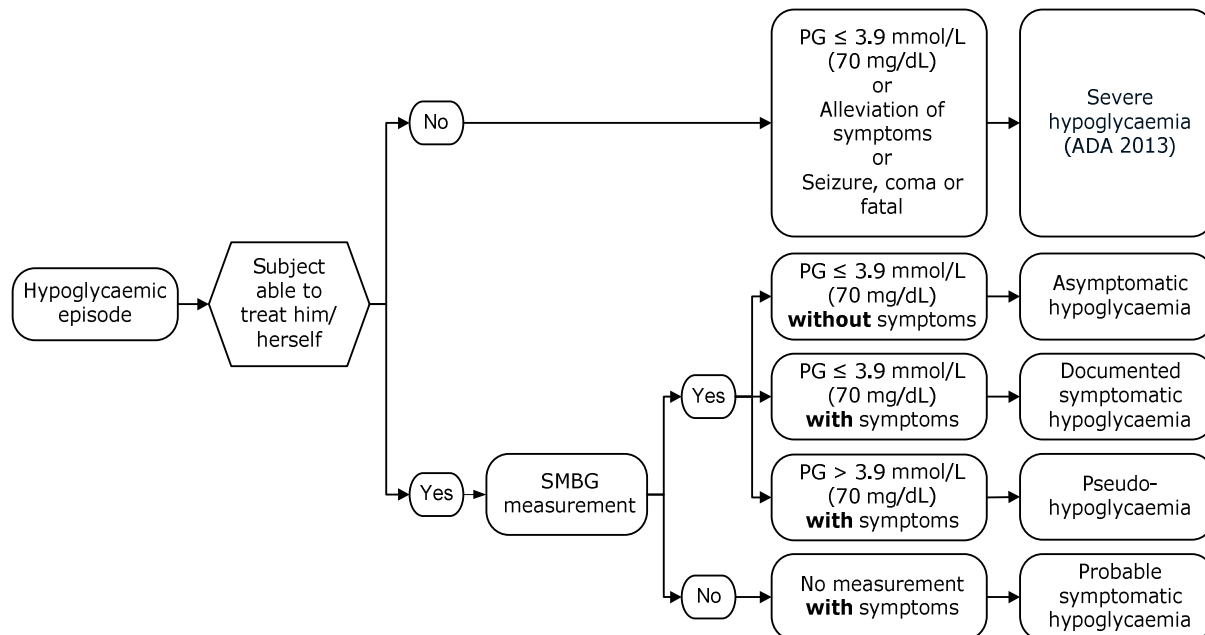 Hypoglycaemic
episode
Subject
able to
treat him/
herself
No
PG ≤ 3.9 mmol/L
(70 mg/dL)
or
Alleviation of
symptoms
or
Seizure, coma or
fatal
Severe
hypoglycaemia
(ADA 2013)
Yes
SMBG
measurement
Yes
PG ≤ 3.9 mmol/L
(70 mg/dL)
without symptoms
Asymptomatic
hypoglycaemia
PG ≤ 3.9 mmol/L
(70 mg/dL)
with symptoms
Documented
symptomatic
hypoglycaemia
PG > 3.9 mmol/L
(70 mg/dL)
with symptoms
Pseudo-
hypoglycaemia
No
No measurement
with symptoms
Probable
symptomatic
hypoglycaemia